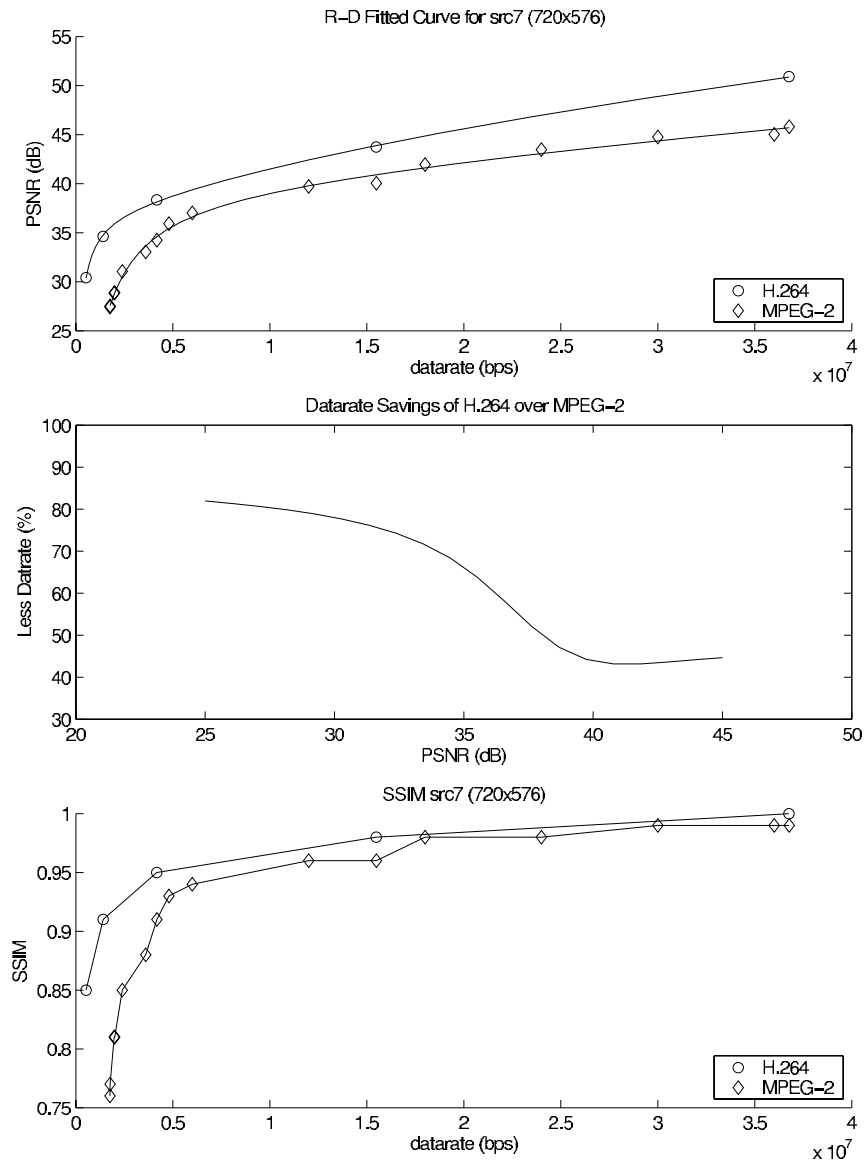 R-D Fitted Curve for src7 (720x576)
55
50
45
40
35
30
25
PSNR (dB)
H.264
MPEG-2
0 0.5 1 1.5 2 2.5 3 3.5 4
datarate (bps)
x 10^7
Datarate Savings of H.264 over MPEG-2
100
90
80
70
60
50
40
30
Less Datrate (%)
20 25 30 35 40 45 50
PSNR (dB)
SSIM src7 (720x576)
1
0.95
0.9
0.85
0.8
0.75
SSIM
H.264
MPEG-2
0 0.5 1 1.5 2 2.5 3 3.5 4
datarate (bps)
x 10^7